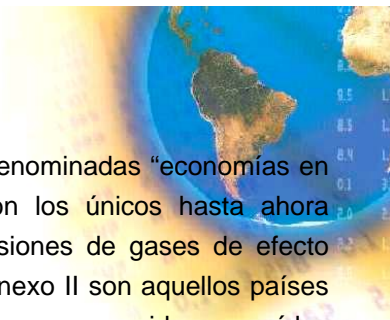 enominadas “economías en
on los únicos hasta ahora
siones de gases de efecto
nexo II son aquellos países